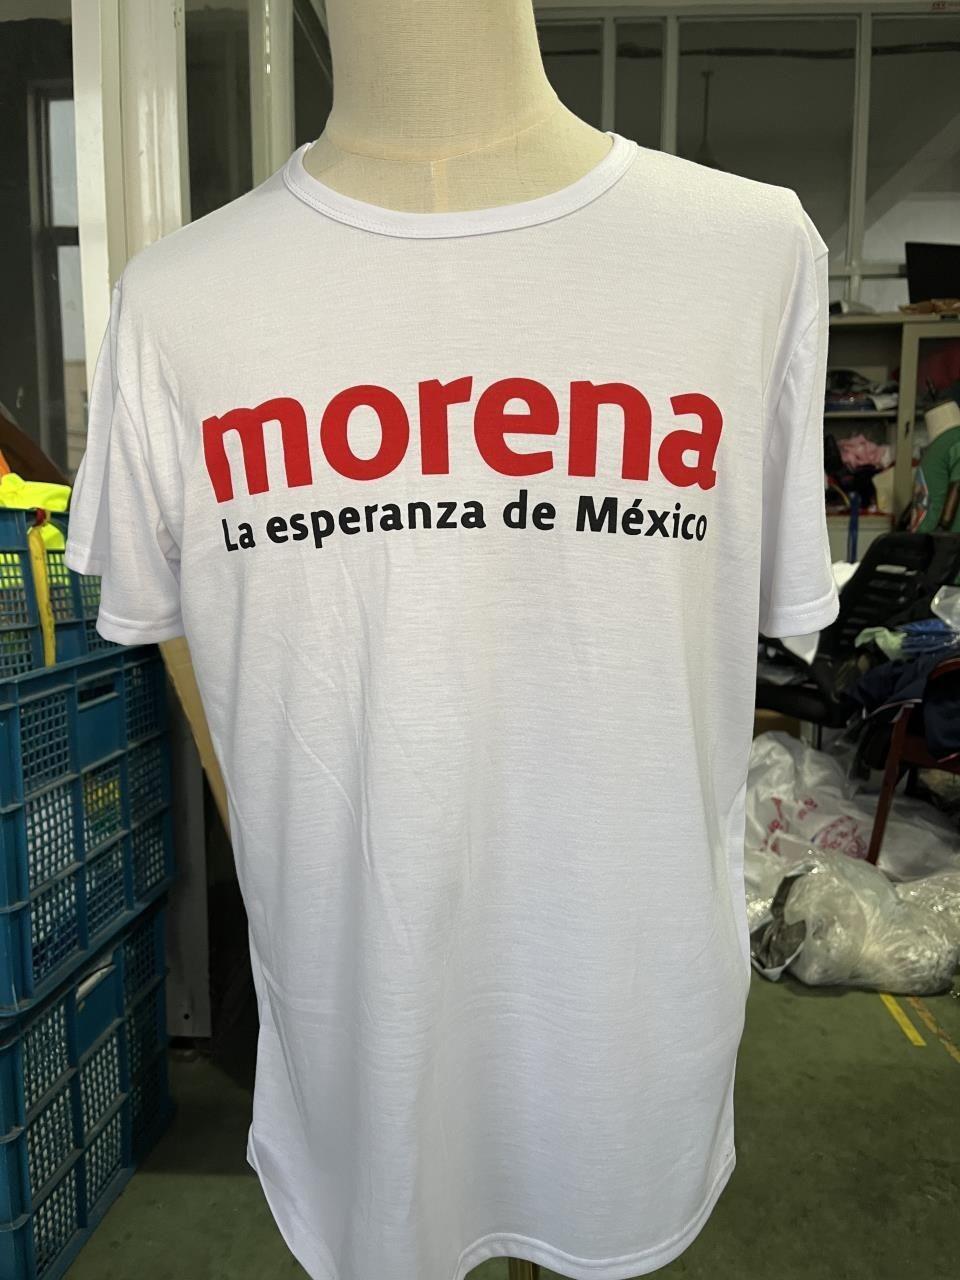 morena
La esperanza de México